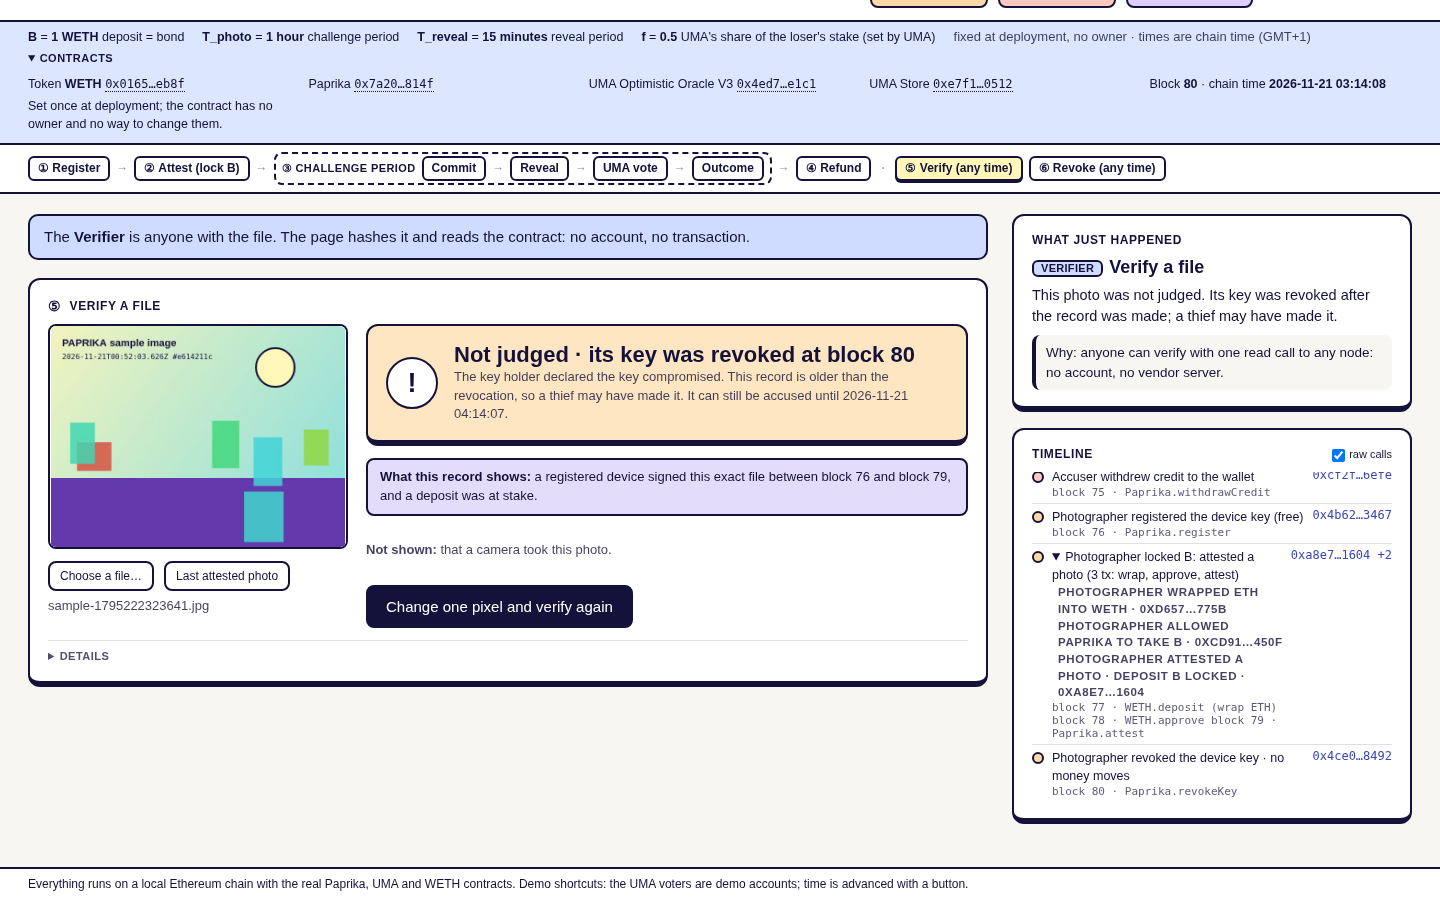 B = 1 WETH deposit = bond T_photo = 1 hour challenge period T_reveal = 15 minutes reveal period f = 0.5 UMA's share of the loser's stake (set by UMA) fixed at deployment, no owner · times are chain time (GMT+1)
▼ CONTRACTS
Token WETH 0x0165…eb8f Paprika 0x7a20…814f UMA Optimistic Oracle V3 0x4ed7…e1c1 UMA Store 0xe7f1…0512 Block 80 · chain time 2026-11-21 03:14:08
Set once at deployment; the contract has no
owner and no way to change them.
① Register → ② Attest (lock B) → ③ CHALLENGE PERIOD Commit → Reveal → UMA vote → Outcome → ④ Refund · ⑤ Verify (any time) ⑥ Revoke (any time)
The Verifier is anyone with the file. The page hashes it and reads the contract: no account, no transaction.
⑤ VERIFY A FILE
PAPRIKA sample image
2026-11-21T00:52:03.626Z #e614211c
Choose a file… Last attested photo
sample-1795222323641.jpg
!
Not judged · its key was revoked at block 80
The key holder declared the key compromised. This record is older than the
revocation, so a thief may have made it. It can still be accused until 2026-11-21
04:14:07.
What this record shows: a registered device signed this exact file between block 76 and block 79,
and a deposit was at stake.
Not shown: that a camera took this photo.
Change one pixel and verify again
▶ DETAILS
WHAT JUST HAPPENED
VERIFIER Verify a file
This photo was not judged. Its key was revoked after
the record was made; a thief may have made it.
Why: anyone can verify with one read call to any node:
no account, no vendor server.
TIMELINE raw calls
Accuser withdrew credit to the wallet 0xcf2f…6efe
block 75 · Paprika.withdrawCredit
Photographer registered the device key (free) 0x4b62…3467
block 76 · Paprika.register
▼ Photographer locked B: attested a 0xa8e7…1604 +2
photo (3 tx: wrap, approve, attest)
PHOTOGRAPHER WRAPPED ETH
INTO WETH · 0XD657…775B
PHOTOGRAPHER ALLOWED
PAPRIKA TO TAKE B · 0XCD91…450F
PHOTOGRAPHER ATTESTED A
PHOTO · DEPOSIT B LOCKED ·
0XA8E7…1604
block 77 · WETH.deposit (wrap ETH)
block 78 · WETH.approve block 79 ·
Paprika.attest
Photographer revoked the device key · no 0x4ce0…8492
money moves
block 80 · Paprika.revokeKey
Everything runs on a local Ethereum chain with the real Paprika, UMA and WETH contracts. Demo shortcuts: the UMA voters are demo accounts; time is advanced with a button.